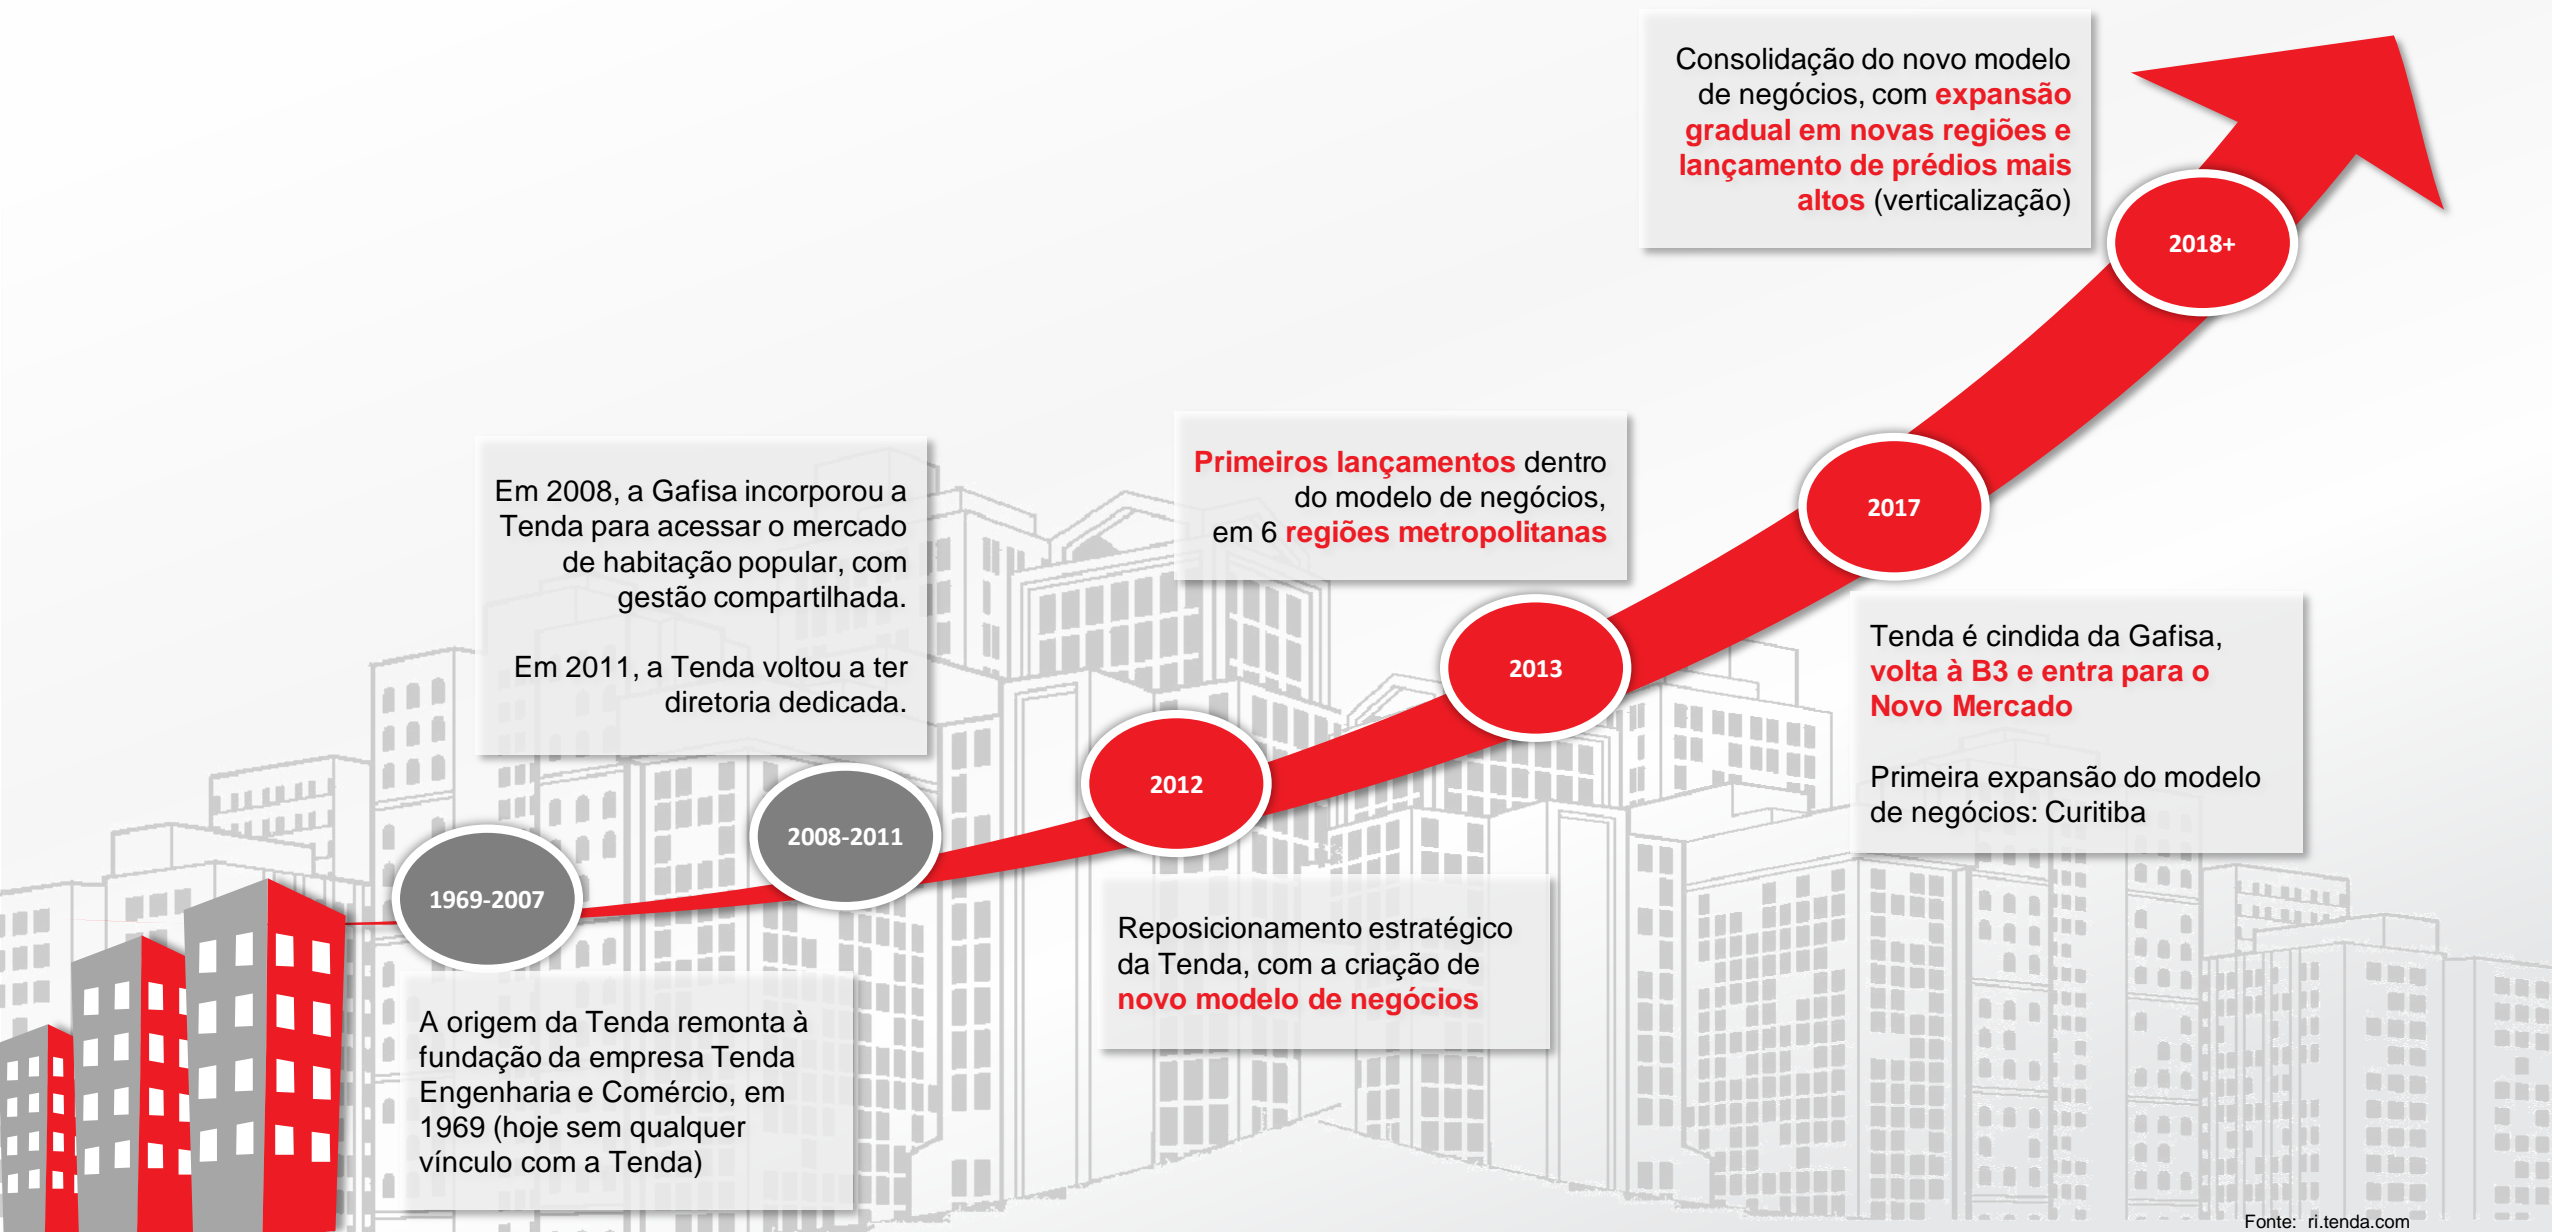 1969-2007
A origem da Tenda remonta à
fundação da empresa Tenda
Engenharia e Comércio, em
1969 (hoje sem qualquer
vínculo com a Tenda)
Em 2008, a Gafisa incorporou a
Tenda para acessar o mercado
de habitação popular, com
gestão compartilhada.
Em 2011, a Tenda voltou a ter
diretoria dedicada.
2008-2011
2012
Reposicionamento estratégico
da Tenda, com a criação de
novo modelo de negócios
Primeiros lançamentos dentro
do modelo de negócios,
em 6 regiões metropolitanas
2013
2017
Tenda é cindida da Gafisa,
volta à B3 e entra para o
Novo Mercado
Primeira expansão do modelo
de negócios: Curitiba
Consolidação do novo modelo
de negócios, com expansão
gradual em novas regiões e
lançamento de prédios mais
altos (verticalização)
2018+
Fonte: ri.tenda.com